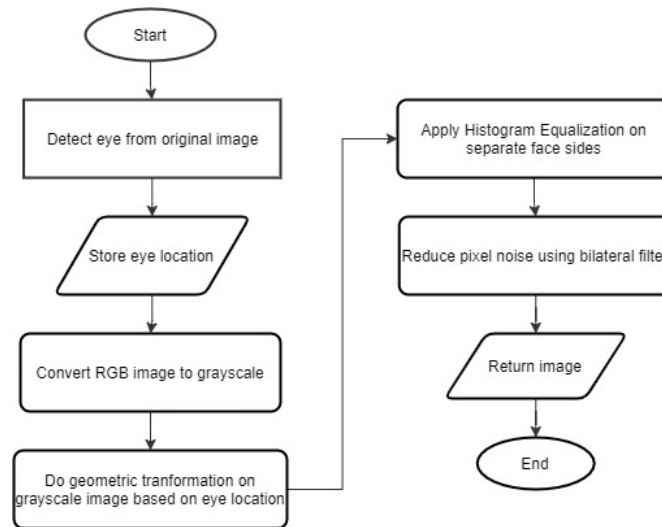 Start
Detect eye from original image
Store eye location
Convert RGB image to grayscale
Do geometric tranformation on
grayscale image based on eye location
Apply Histogram Equalization on
separate face sides
Reduce pixel noise using bilateral filte
Return image
End